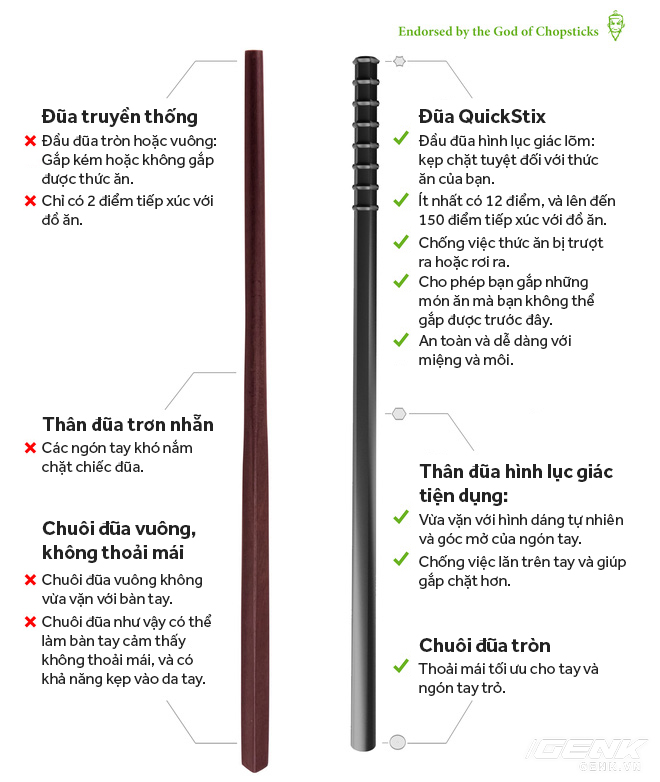 Endorsed by the God of Chopsticks
Đũa truyền thống
Đầu đũa tròn hoặc vuông:
Gắp kém hoặc không gắp
được thức ăn.
Chỉ có 2 điểm tiếp xúc với
đồ ăn.
Thân đũa trơn nhẵn
Các ngón tay khó nắm
chặt chiếc đũa.
Chuôi đũa vuông,
không thoải mái
Chuôi đũa vuông không
vừa vặn với bàn tay.
Chuôi đũa như vậy có thể
làm bàn tay cảm thấy
không thoải mái, và có
khả năng kẹp vào da tay.
Đũa QuickStix
Đầu đũa hình lục giác lõm:
kẹp chặt tuyệt đối với thức
ăn của bạn.
Ít nhất có 12 điểm, và lên đến
150 điểm tiếp xúc với đồ ăn.
Chống việc thức ăn bị trượt
ra hoặc rơi ra.
Cho phép bạn gắp những
món ăn mà bạn không thể
gắp được trước đây.
An toàn và dễ dàng với
miệng và môi.
Thân đũa hình lục giác
tiện dụng:
Vừa vặn với hình dáng tự nhiên
và góc mở của ngón tay.
Chống việc lăn trên tay và giúp
gắp chặt hơn.
Chuôi đũa tròn
Thoải mái tối ưu cho tay và
ngón tay trỏ.
GENK
GENK.VN